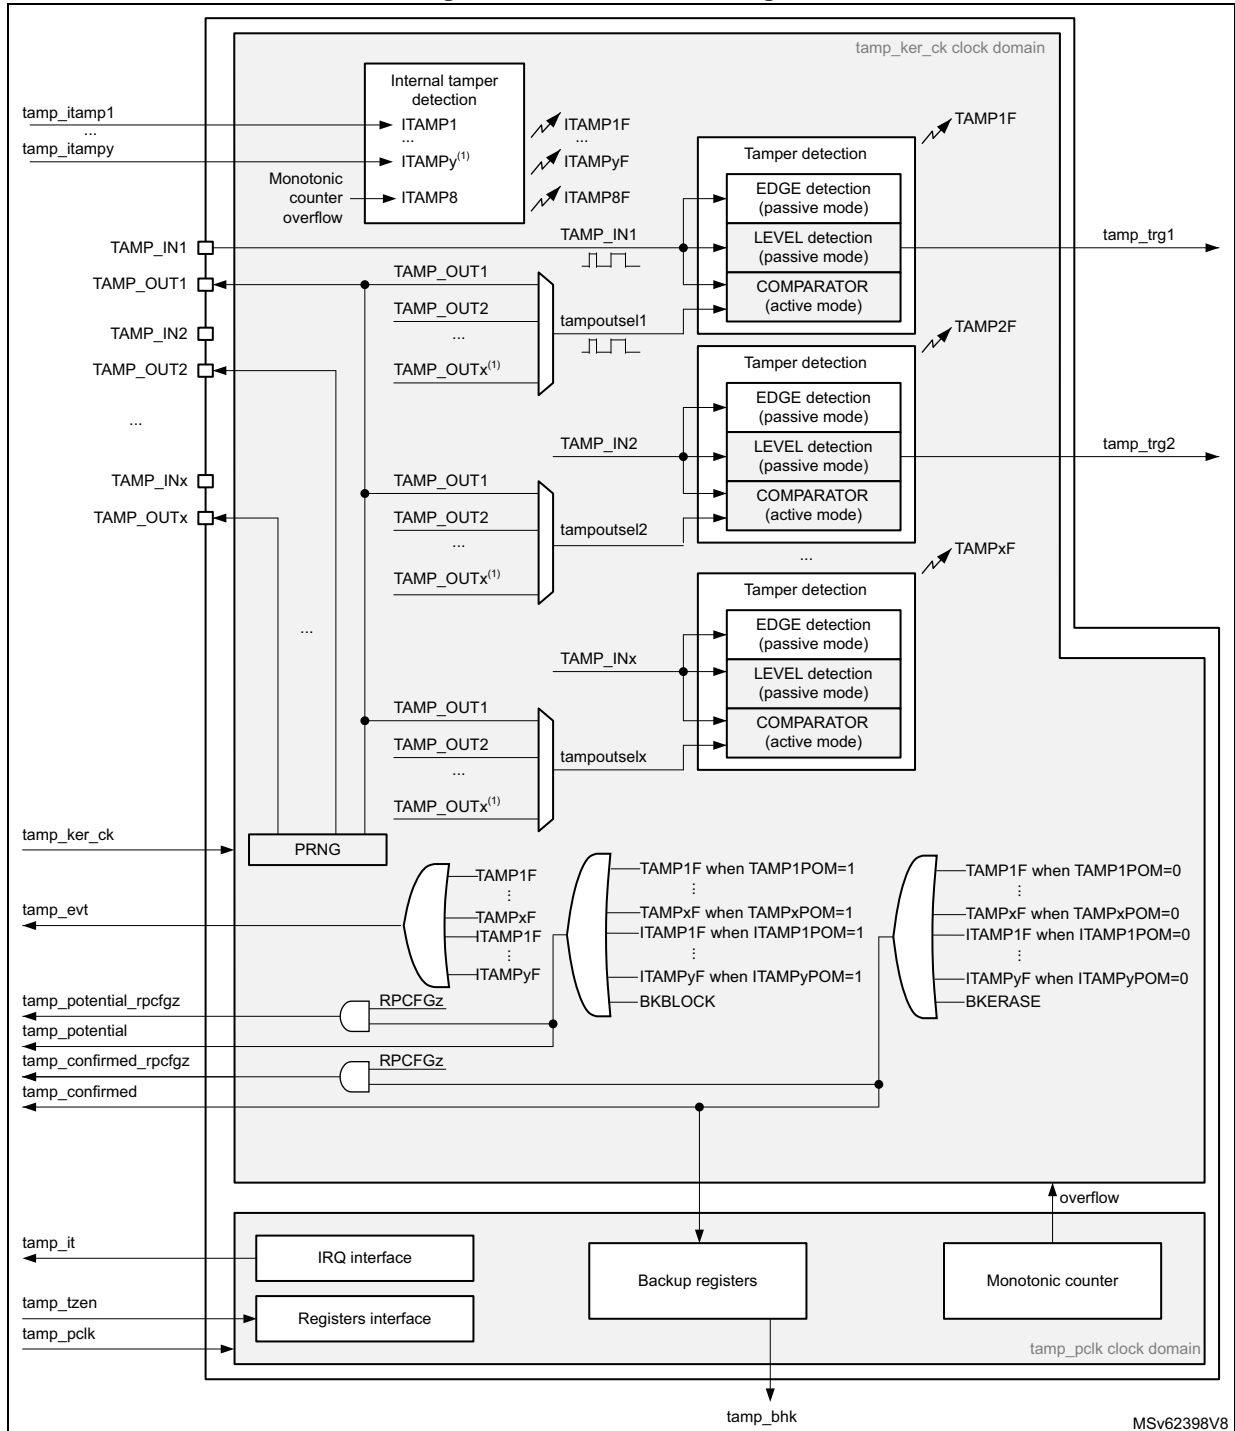 tamp_ker_ck clock domain
Internal tamper
detection
tamp_itamp1
...
tamp_itampy
ITAMP1
...
ITAMPy(1)
ITAMP8
Monotonic
counter
overflow
ITAMP1F
...
ITAMPyF
ITAMP8F
TAMP1F
Tamper detection
EDGE detection
(passive mode)
LEVEL detection
(passive mode)
COMPARATOR
(active mode)
tamp_trg1
TAMP_IN1
TAMP_OUT1
TAMP_IN2
TAMP_OUT2
...
TAMP_INx
TAMP_OUTx
TAMP_IN1
TAMP_OUT1
TAMP_OUT2
...
TAMP_OUTx(1)
tampoutsel1
TAMP2F
Tamper detection
EDGE detection
(passive mode)
LEVEL detection
(passive mode)
COMPARATOR
(active mode)
tamp_trg2
TAMP_IN2
TAMP_OUT1
TAMP_OUT2
...
TAMP_OUTx(1)
tampoutsel2
...
TAMPxF
Tamper detection
EDGE detection
(passive mode)
LEVEL detection
(passive mode)
COMPARATOR
(active mode)
...
TAMP_INx
TAMP_OUT1
TAMP_OUT2
...
TAMP_OUTx(1)
tampoutselx
tamp_ker_ck
PRNG
tamp_evt
TAMP1F
⋮
TAMPxF
ITAMP1F
⋮
ITAMPyF
TAMP1F when TAMP1POM=1
⋮
TAMPxF when TAMPxPOM=1
ITAMP1F when ITAMP1POM=1
⋮
ITAMPyF when ITAMPyPOM=1
BKBLOCK
TAMP1F when TAMP1POM=0
⋮
TAMPxF when TAMPxPOM=0
ITAMP1F when ITAMP1POM=0
⋮
ITAMPyF when ITAMPyPOM=0
BKERASE
tamp_potential_rpcfgz
RPCFGz
tamp_potential
tamp_confirmed_rpcfgz
RPCFGz
tamp_confirmed
overflow
tamp_it
IRQ interface
Backup registers
Monotonic counter
tamp_tzen
Registers interface
tamp_pclk
tamp_pclk clock domain
tamp_bhk
MSv62398V8